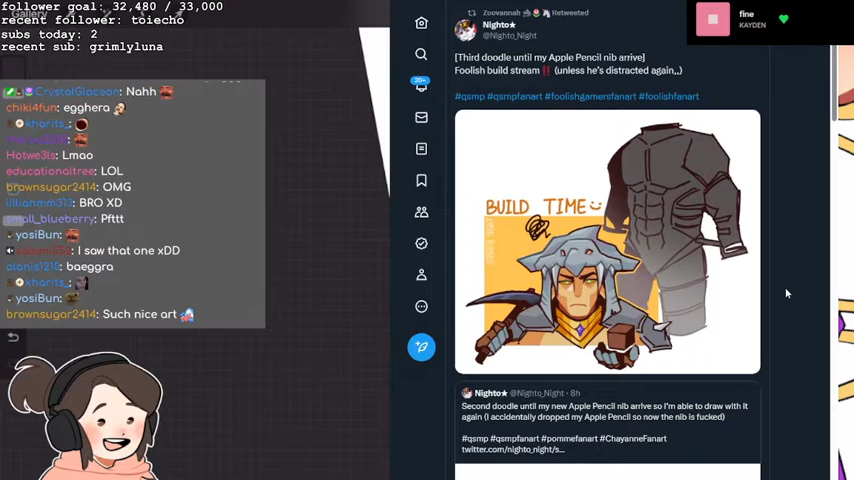 follower goal: 32,480 / 33,000
recent follower: toiecho
subs today: 2
recent sub: grimlyluna
CrystalGlaceon: Nahh
chiki4fun: egghera
kharits_:
Hotwe3ls: Lmao
educationaltree: LOL
brownsugar2414: OMG
lillianmm313: BRO XD
small_blueberry: Pfttt
yosiBun:
I saw that one xDD
alonis1210: baeggra
kharits_:
yosiBun:
brownsugar2414: Such nice art
20+
Zoovannah Retweeted
Nighto★
@Nighto_Night
[Third doodle until my Apple Pencil nib arrive]
Foolish build stream ‼️ (unless he's distracted again,,)
#qsmp #qsmpfanart #foolishgamersfanart #foolishfanart
BUILD TIME
Nighto★ @Nighto_Night · 8h
Second doodle until my new Apple Pencil nib arrive so I'm able to draw with it
again (I accidentally dropped my Apple Pencil so now the nib is fucked)
#qsmp #qsmpfanart #pommefanart #ChayanneFanart
twitter.com/nighto_night/s...
fine
KAYDEN